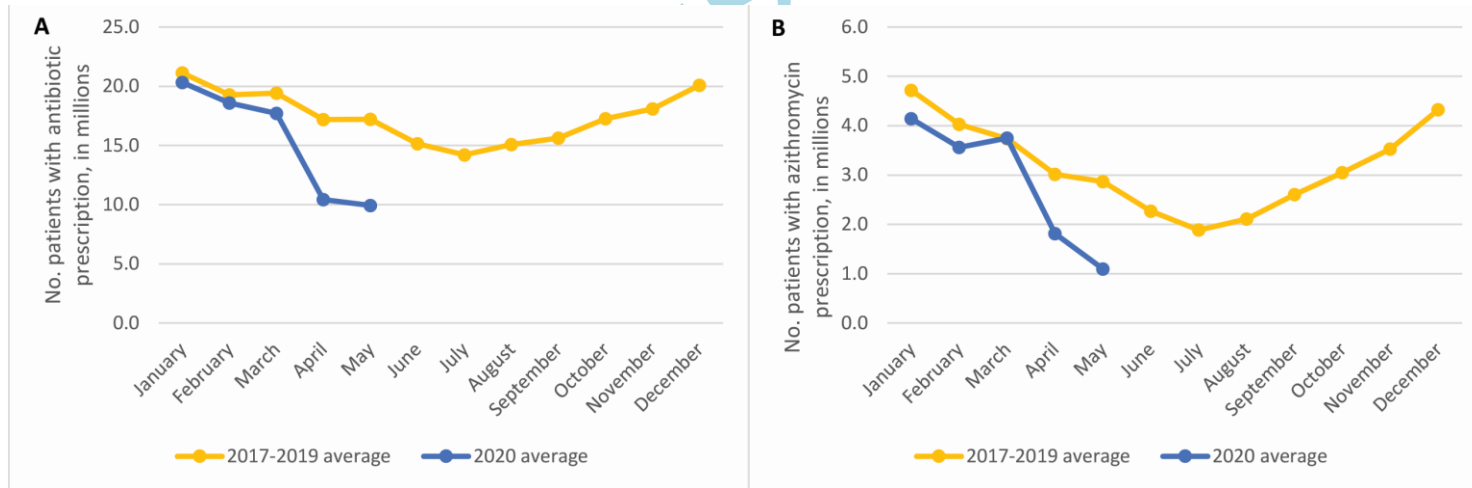 A
No. patients with antibiotic
prescription, in millions
25.0
20.0
15.0
10.0
5.0
0.0
January
February
March
April
May
June
July
August
September
October
November
December
2017-2019 average
2020 average
B
No. patients with azithromycin
prescription, in millions
6.0
5.0
4.0
3.0
2.0
1.0
0.0
January
February
March
April
May
June
July
August
September
October
November
December
2017-2019 average
2020 average